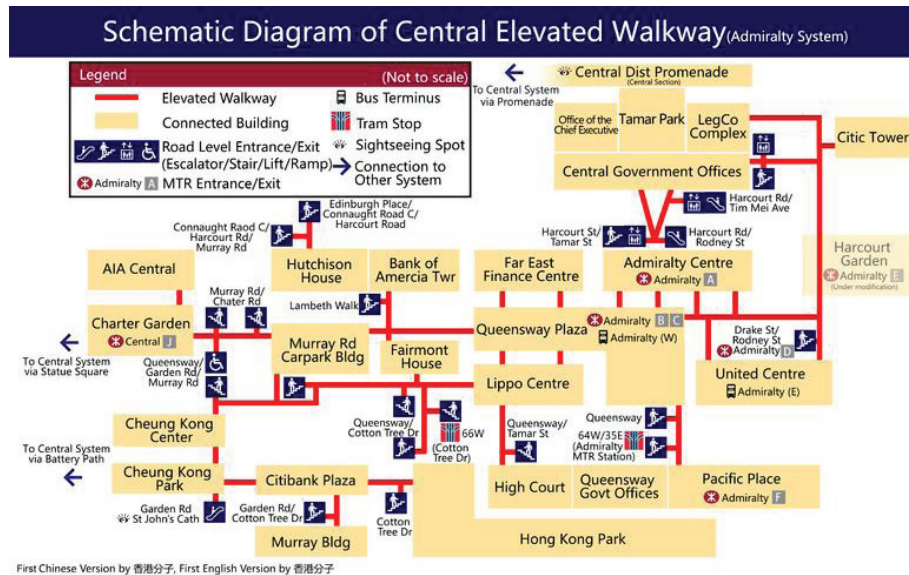 Schematic Diagram of Central Elevated Walkway(Admiralty System)
Legend
(Not to scale)
Elevated Walkway
Connected Building
Road Level Entrance/Exit
(Escalator/Stair/Lift/Ramp)
Admiralty A MTR Entrance/Exit
Bus Terminus
Tram Stop
Sightseeing Spot
Connection to
Other System
To Central System
via Promenade
Central Dist Promenade
(Central Section)
Office of the
Chief Executive
Tamar Park
LegCo
Complex
Citic Tower
Central Government Offices
Harcourt Rd/
Tim Mei Ave
Harcourt St/
Tamar St
Harcourt Rd/
Rodney St
Harcourt
Garden
Admiralty E
(Under modification)
Edinburgh Place/
Connaught Road C/
Harcourt Road
Connaught Raod C/
Harcourt Rd/
Murray Rd
AIA Central
Hutchison
House
Bank of
Amercia Twr
Far East
Finance Centre
Admiralty Centre
Admiralty A
Murray Rd/
Chater Rd
Lambeth Walk
Charter Garden
Central J
Murray Rd
Carpark Bldg
Queensway Plaza
Admiralty B C
Admiralty (W)
Drake St/
Rodney St
Admiralty D
To Central System
via Statue Square
Queensway/
Garden Rd/
Murray Rd
Fairmont
House
Lippo Centre
United Centre
Admiralty (E)
Cheung Kong
Center
Queensway/
Cotton Tree Dr
66W
(Cotton
Tree Dr)
Queensway/
Tamar St
Queensway
64W/35E
(Admiralty
MTR Station)
To Central System
via Battery Path
Cheung Kong
Park
Citibank Plaza
High Court
Queensway
Govt Offices
Pacific Place
Admiralty F
Garden Rd
St John's Cath
Garden Rd/
Cotton Tree Dr
Cotton
Tree Dr
Murray Bldg
Hong Kong Park
First Chinese Version by 香港分子, First English Version by 香港分子